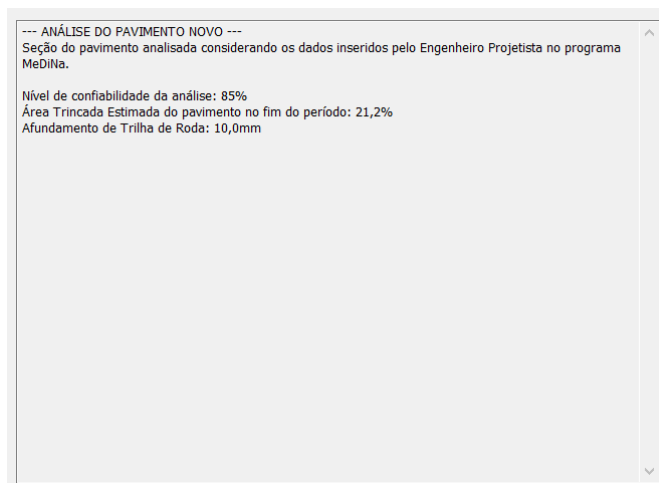 --- ANÁLISE DO PAVIMENTO NOVO ---
Seção do pavimento analisada considerando os dados inseridos pelo Engenheiro Projetista no programa
MeDiNa.
Nível de confiabilidade da análise: 85%
Área Trincada Estimada do pavimento no fim do período: 21,2%
Afundamento de Trilha de Roda: 10,0mm